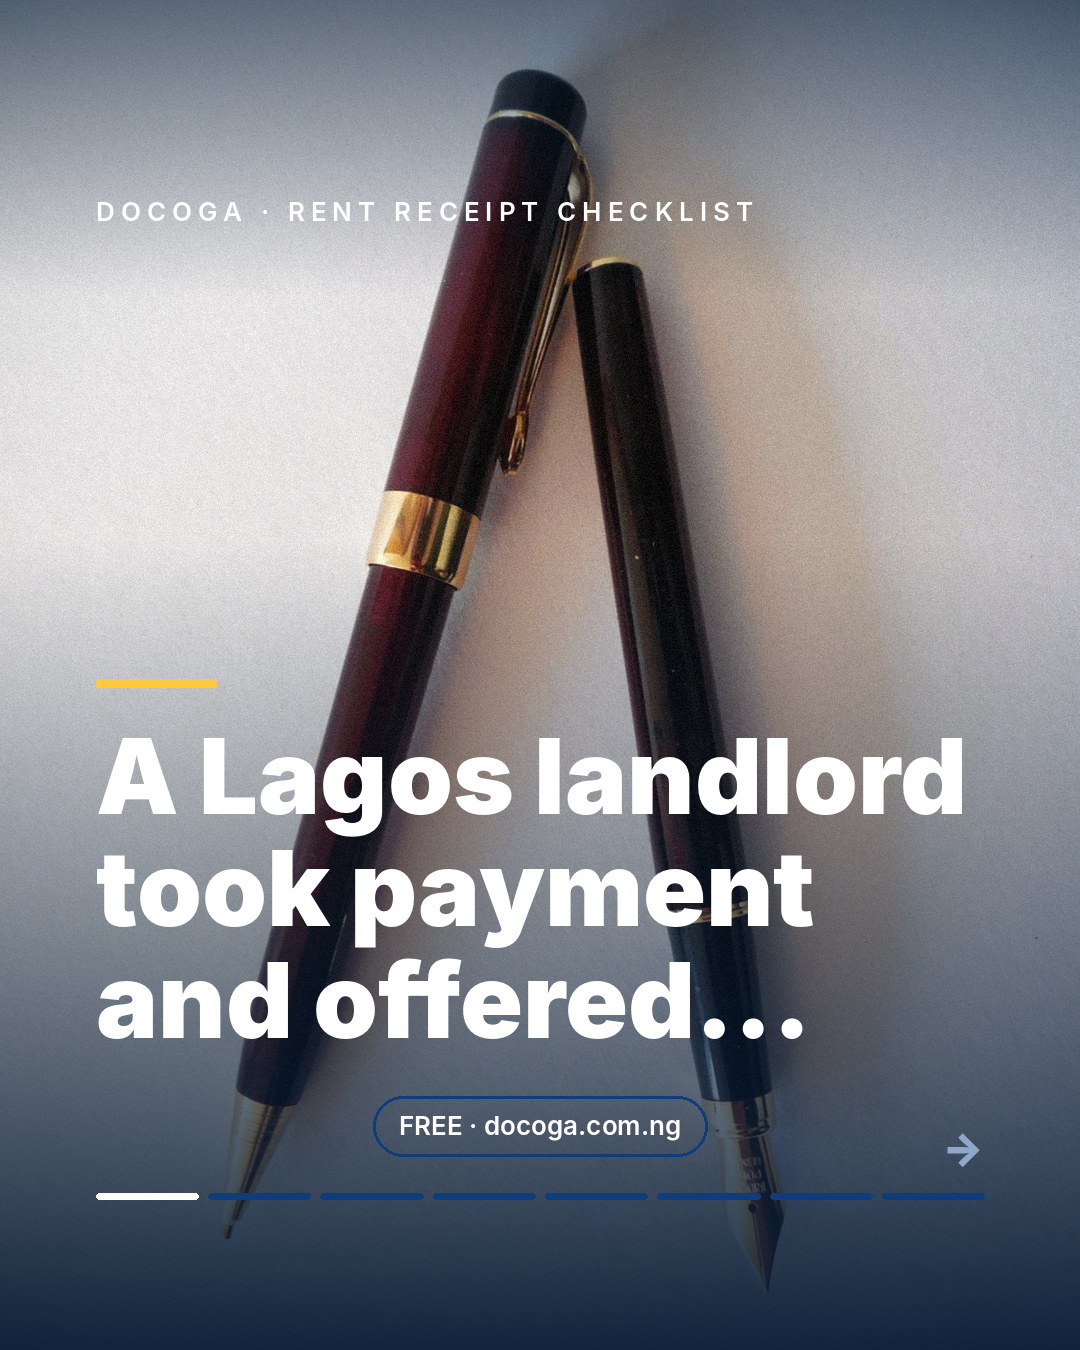 DOCOGA · RENT RECEIPT CHECKLIST
A Lagos landlord
took payment
and offered...
FREE · docoga.com.ng
→